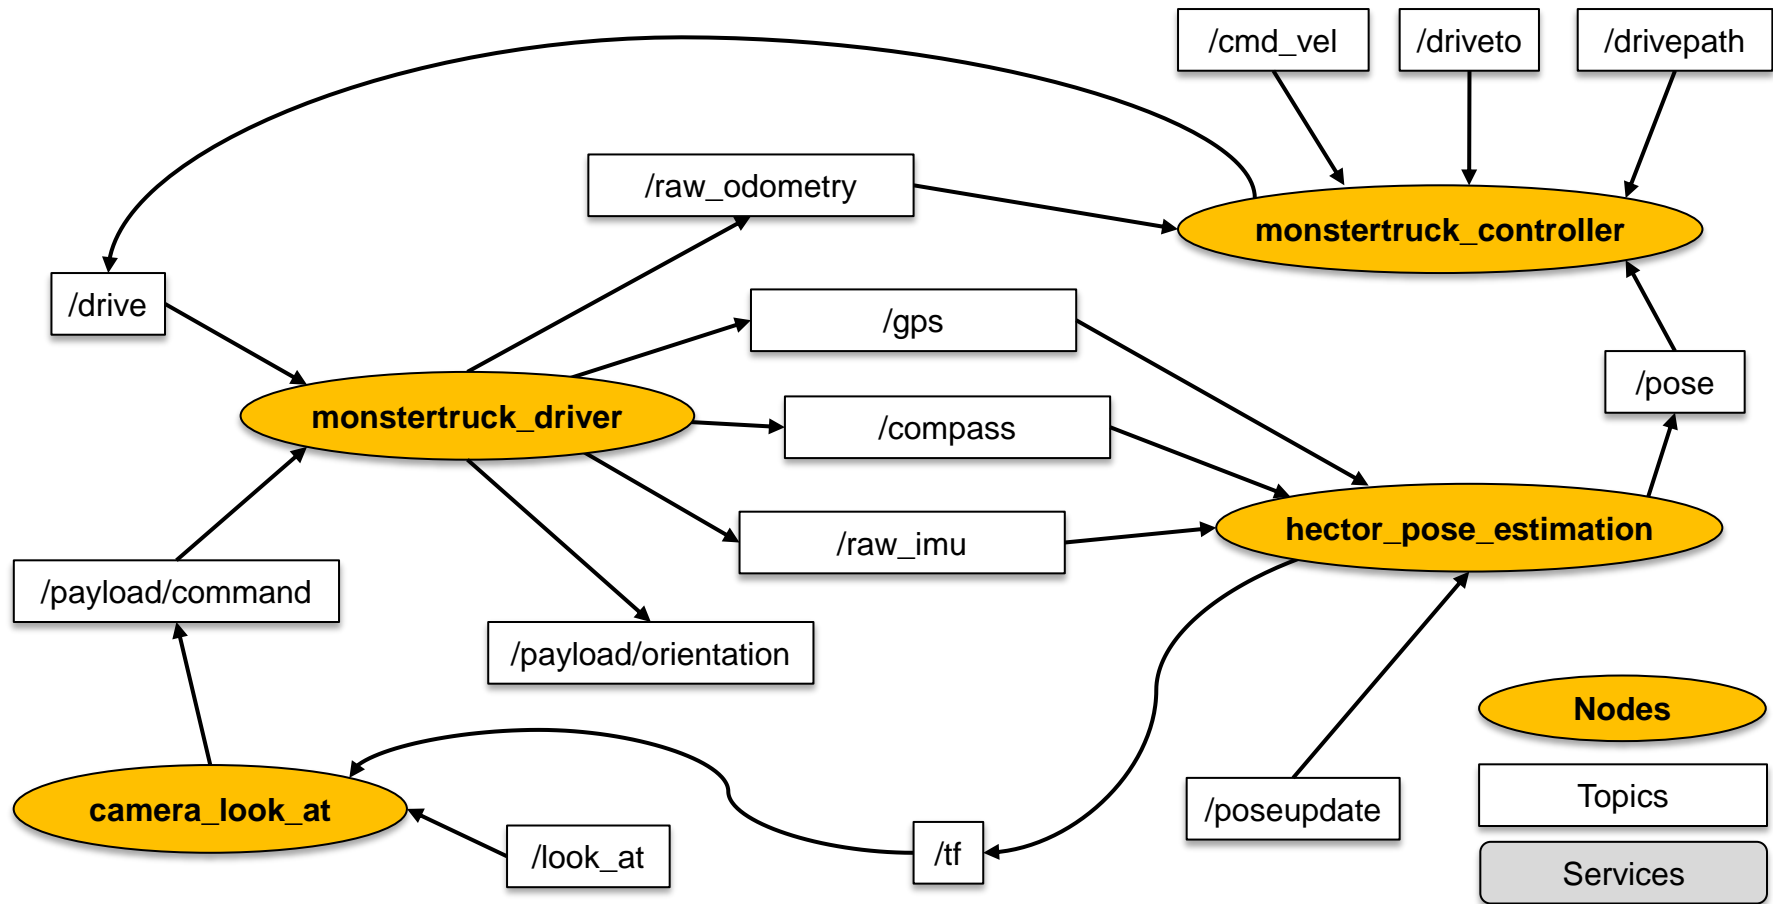 /cmd_vel
/driveto
/drivepath
/raw_odometry
monstertruck_controller
/drive
/gps
/pose
monstertruck_driver
/compass
hector_pose_estimation
/raw_imu
/payload/command
/payload/orientation
Nodes
camera_look_at
/poseupdate
Topics
/look_at
/tf
Services